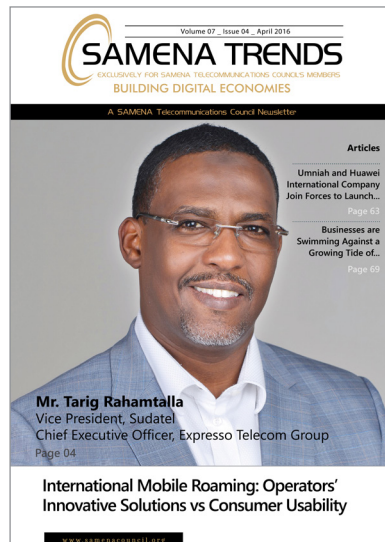 Volume 07 _ Issue 04 _ April 2016
SAMENA TRENDS
EXCLUSIVELY FOR SAMENA TELECOMMUNICATIONS COUNCIL'S MEMBERS
BUILDING DIGITAL ECONOMIES
A SAMENA Telecommunications Council Newsletter
Articles
Umniah and Huawei
International Company
Join Forces to Launch...
Page 63
Businesses are
Swimming Against a
Growing Tide of...
Page 69
Mr. Tarig Rahamtalla
Vice President, Sudatel
Chief Executive Officer, Expresso Telecom Group
Page 04
International Mobile Roaming: Operators'
Innovative Solutions vs Consumer Usability
www.samenacouncil.org